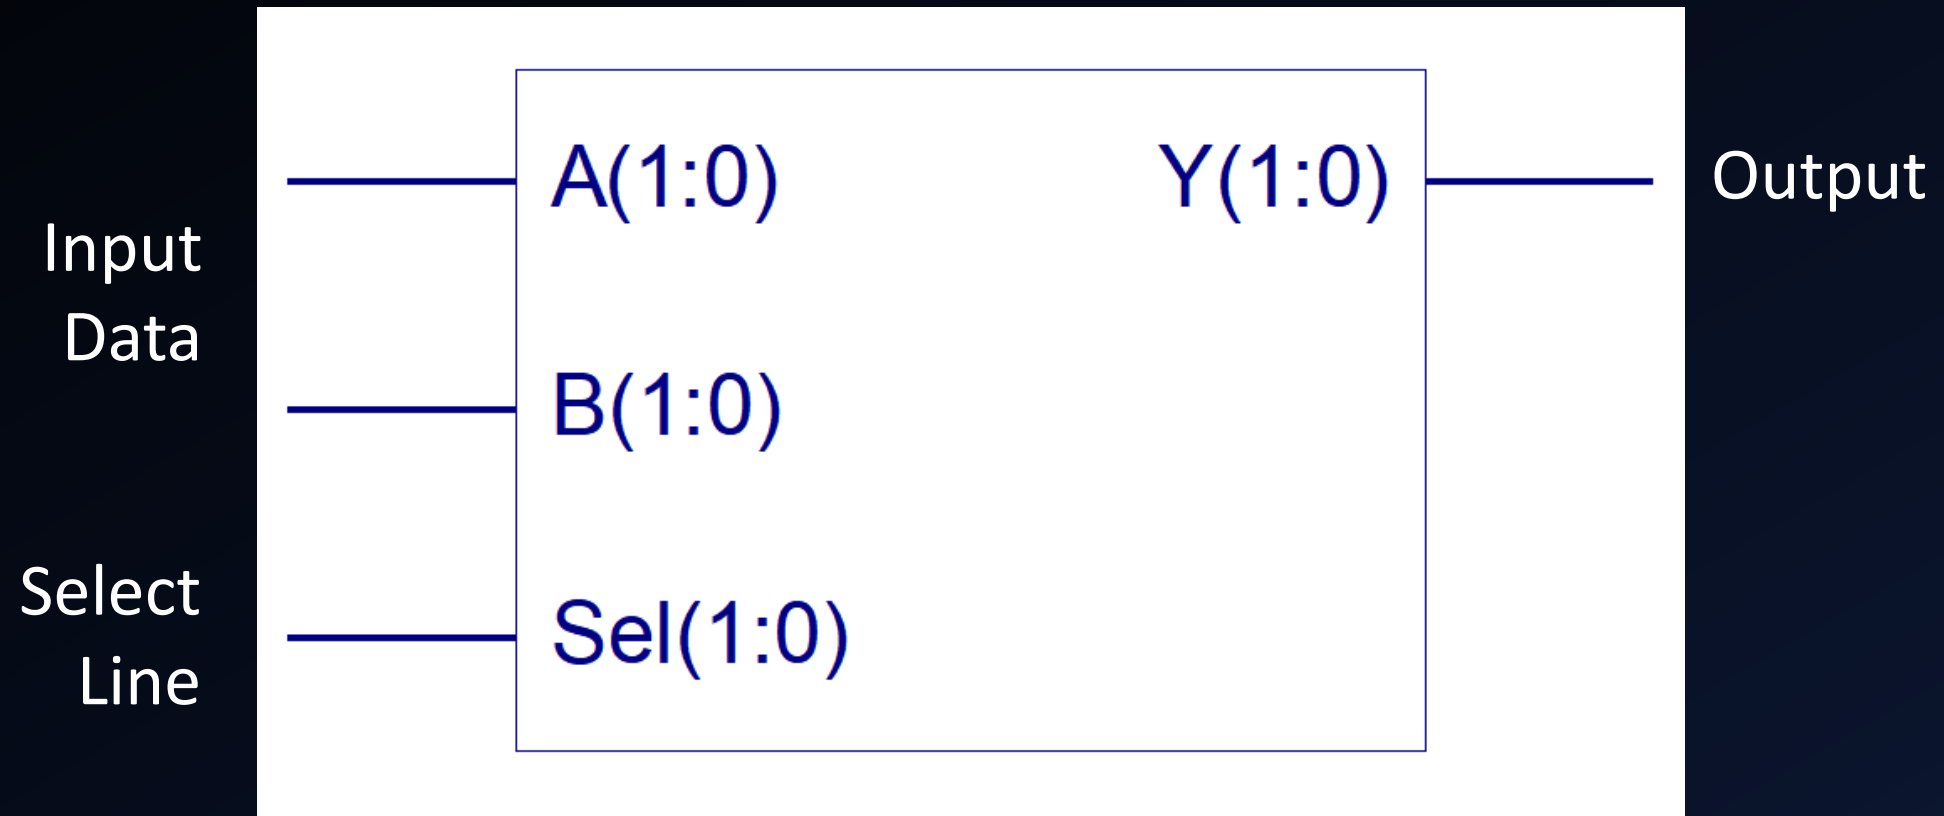 Input
Data
Select
Line
A(1:0)
B(1:0)
Sel(1:0)
Y(1:0)
Output